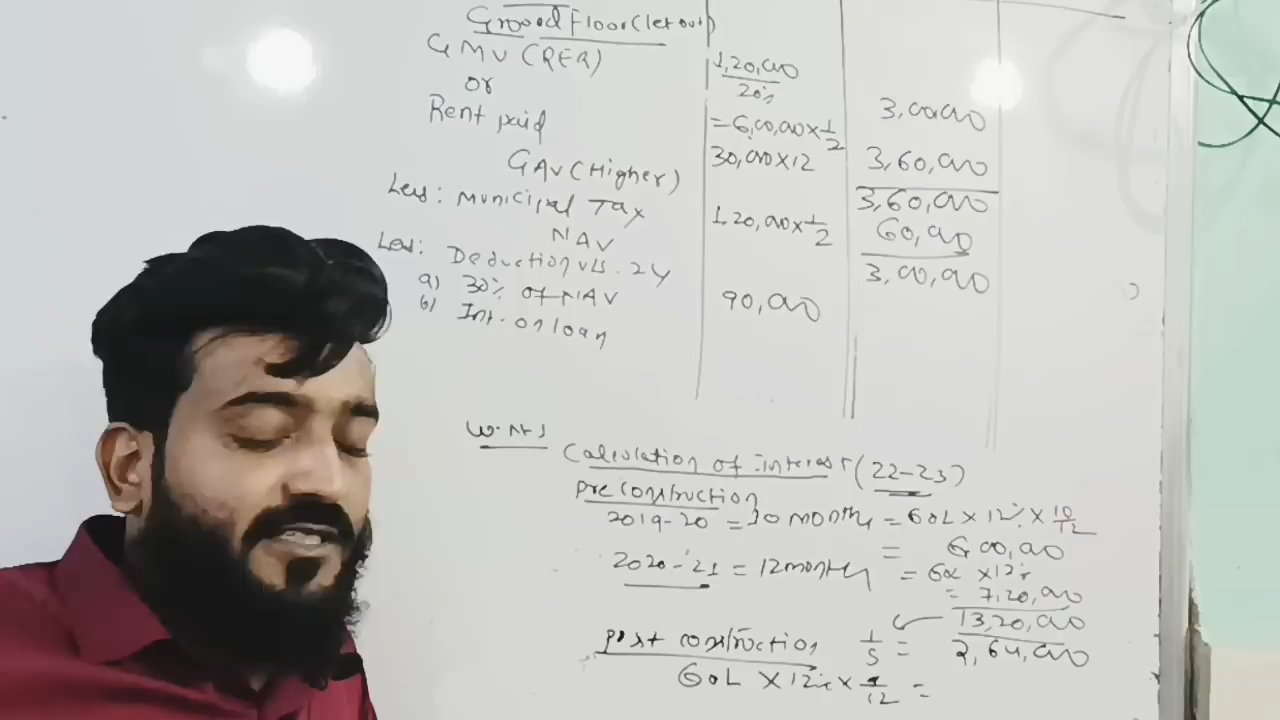 Ground Floor (let out)
GMV (RER) 1,20,000
20%
or 3,00,000
Rent paid = 6,00,000 x 1/2
30,000 x 12 3,60,000
GAV (Higher) 3,60,000
Less: Municipal Tax 1,20,000 x 1/2 60,000
NAV 3,00,000
Less: Deduction u/s. 24
a) 30% of NAV 90,000
b) Int. on loan
W.N-1
Calculation of interest (22-23)
Pre construction
2019-20 = 10 months = 60L x 12% x 10/12
= 6,00,000
2020-21 = 12 months = 60L x 12%
= 7,20,000
13,20,000
1/5 = 2,64,000
Post construction
60L x 12% x /12 =